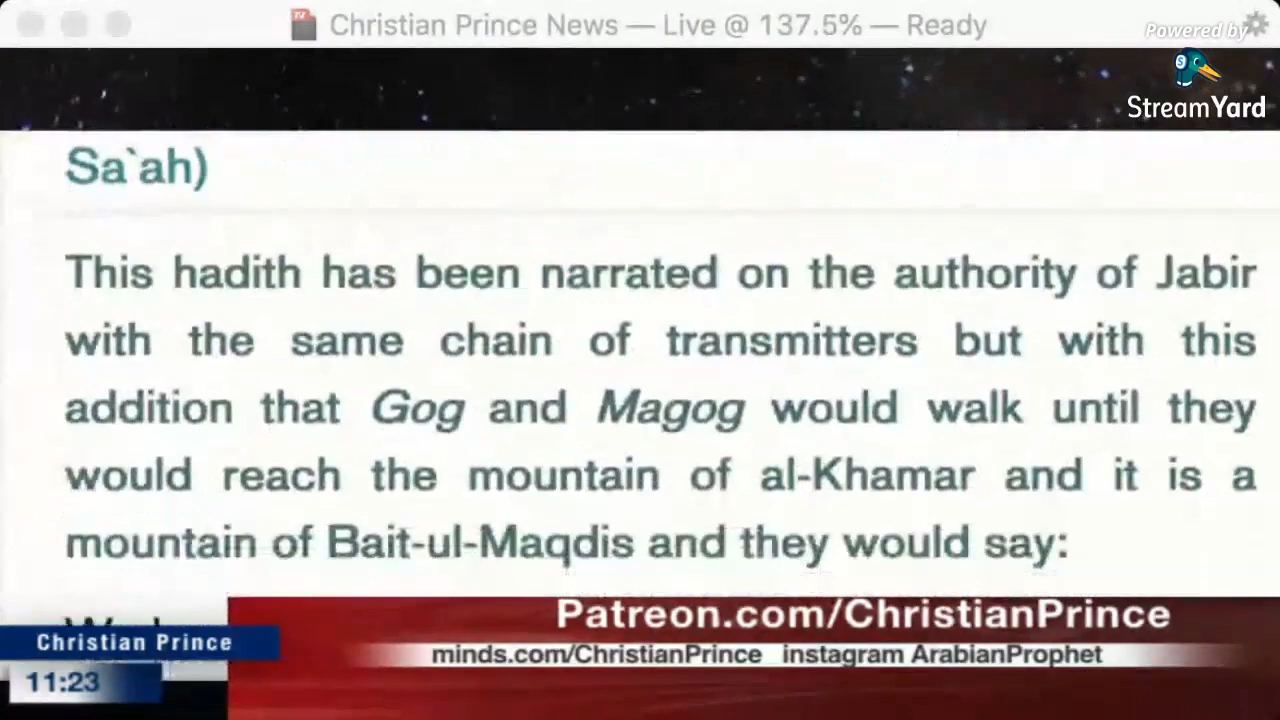 Christian Prince News — Live @ 137.5% — Ready
Powered by
StreamYard
Sa`ah)
This hadith has been narrated on the authority of Jabir
with the same chain of transmitters but with this
addition that Gog and Magog would walk until they
would reach the mountain of al-Khamar and it is a
mountain of Bait-ul-Maqdis and they would say:
Patreon.com/ChristianPrince
Christian Prince
minds.com/ChristianPrince instagram ArabianProphet
11:23